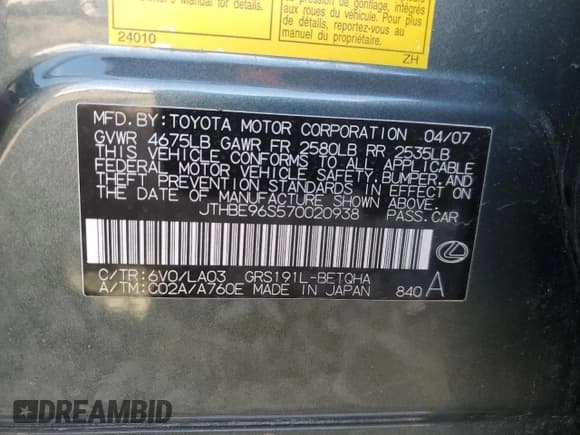 Owner's Manual for details.
24010
pression de gonflage, intégrés
aux roues du véhicule. Pour plus
de détails, reportez-vous au
manuel du propriétaire.
ZH
MFD.BY:TOYOTA MOTOR CORPORATION 04/07
GVWR 4675LB GAWR FR 2580LB RR 2535LB
THIS VEHICLE CONFORMS TO ALL APPLICABLE
FEDERAL MOTOR VEHICLE SAFETY,BUMPER,AND
THEFT PREVENTION STANDARDS IN EFFECT ON
THE DATE OF MANUFACTURE SHOWN ABOVE.
JTHBE96S570020938 PASS.CAR
C/TR:6V0/LA03 GRS191L-BETQHA
A/TM:C02A/A760E MADE IN JAPAN 840 A
DREAMBID